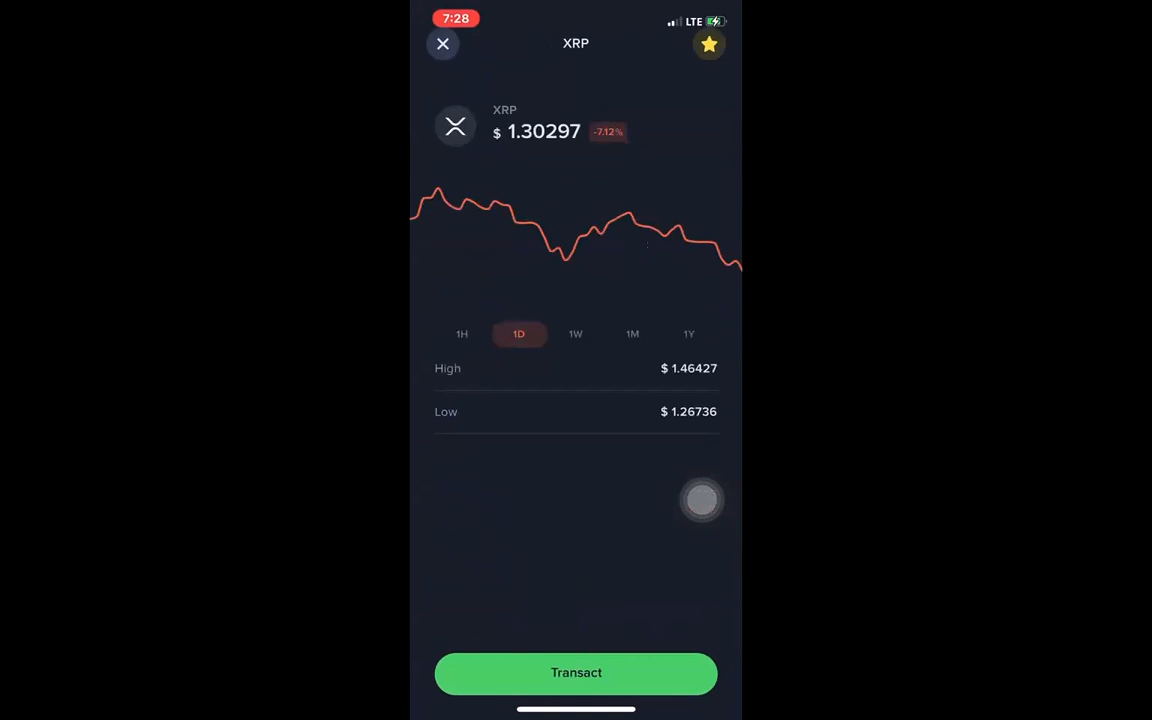 7:28
LTE
XRP
XRP
$ 1.30297 -7.12%
1H 1D 1W 1M 1Y
High $ 1.46427
Low $ 1.26736
Transact